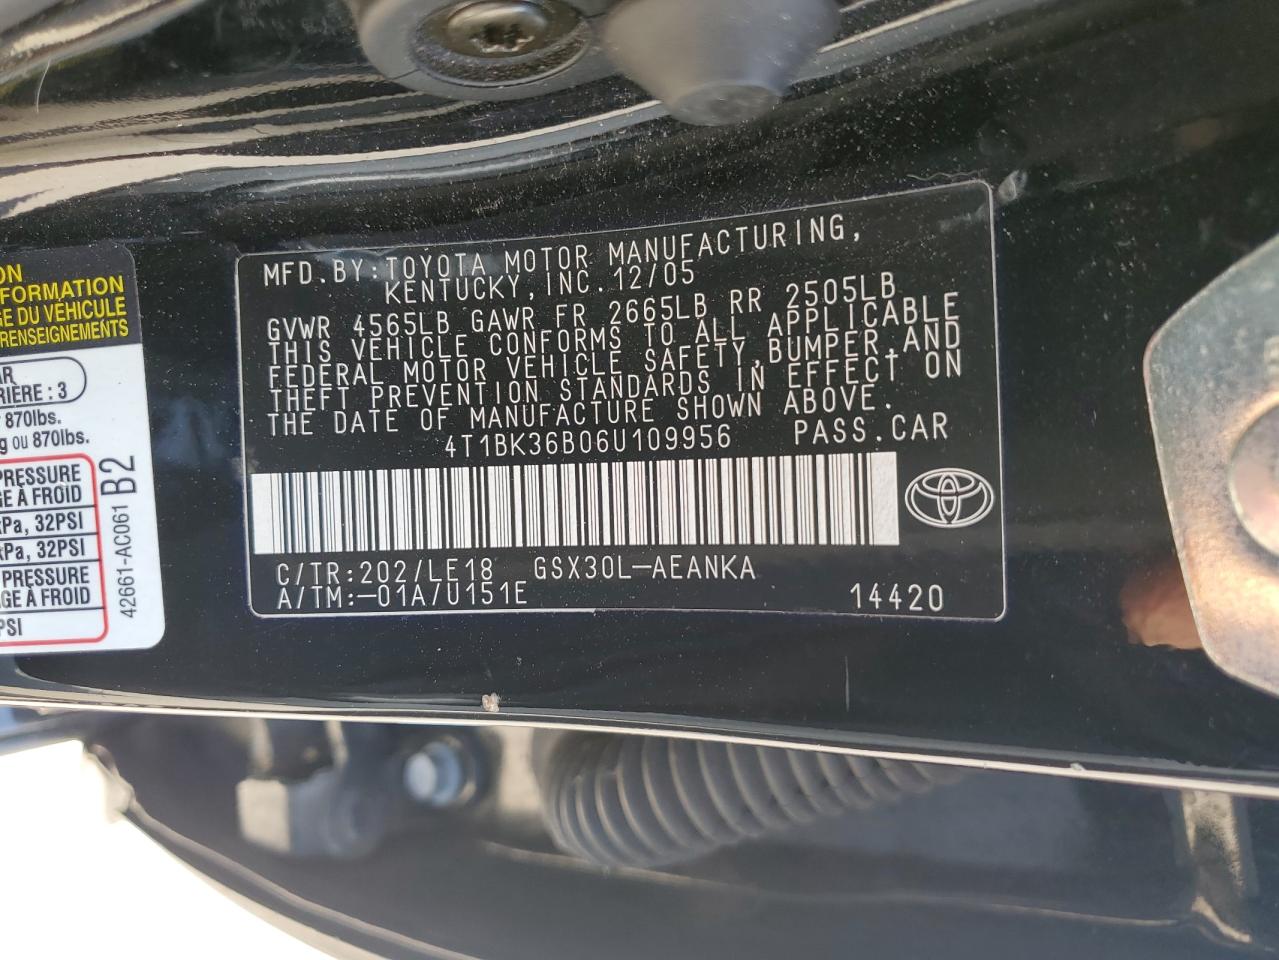 ON
FORMATION
GE DU VÉHICULE
RENSEIGNEMENTS
AR
RIÈRE : 3
870lbs.
g ou 870lbs.
PRESSURE
GE À FROID
kPa, 32PSI
kPa, 32PSI
PRESSURE
GE À FROID
PSI
42661-AC061 B2
MFD.BY:TOYOTA MOTOR MANUFACTURING,
KENTUCKY,INC.12/05
GVWR 4565LB GAWR FR 2665LB RR 2505LB
THIS VEHICLE CONFORMS TO ALL APPLICABLE
FEDERAL MOTOR VEHICLE SAFETY,BUMPER,AND
THEFT PREVENTION STANDARDS IN EFFECT ON
THE DATE OF MANUFACTURE SHOWN ABOVE.
4T1BK36B06U109956 PASS.CAR
C/TR:202/LE18 GSX30L-AEANKA
A/TM:-01A/U151E 14420